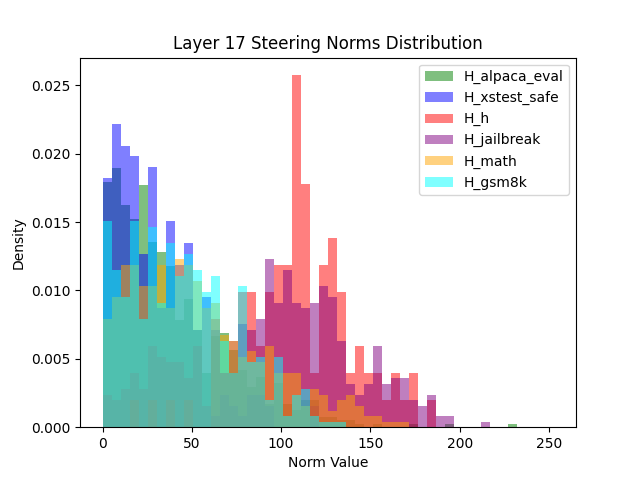 Layer 17 Steering Norms Distribution
H_alpaca_eval
H_xstest_safe
H_h
H_jailbreak
H_math
H_gsm8k
Density
0.025
0.020
0.015
0.010
0.005
0.000
0 50 100 150 200 250
Norm Value